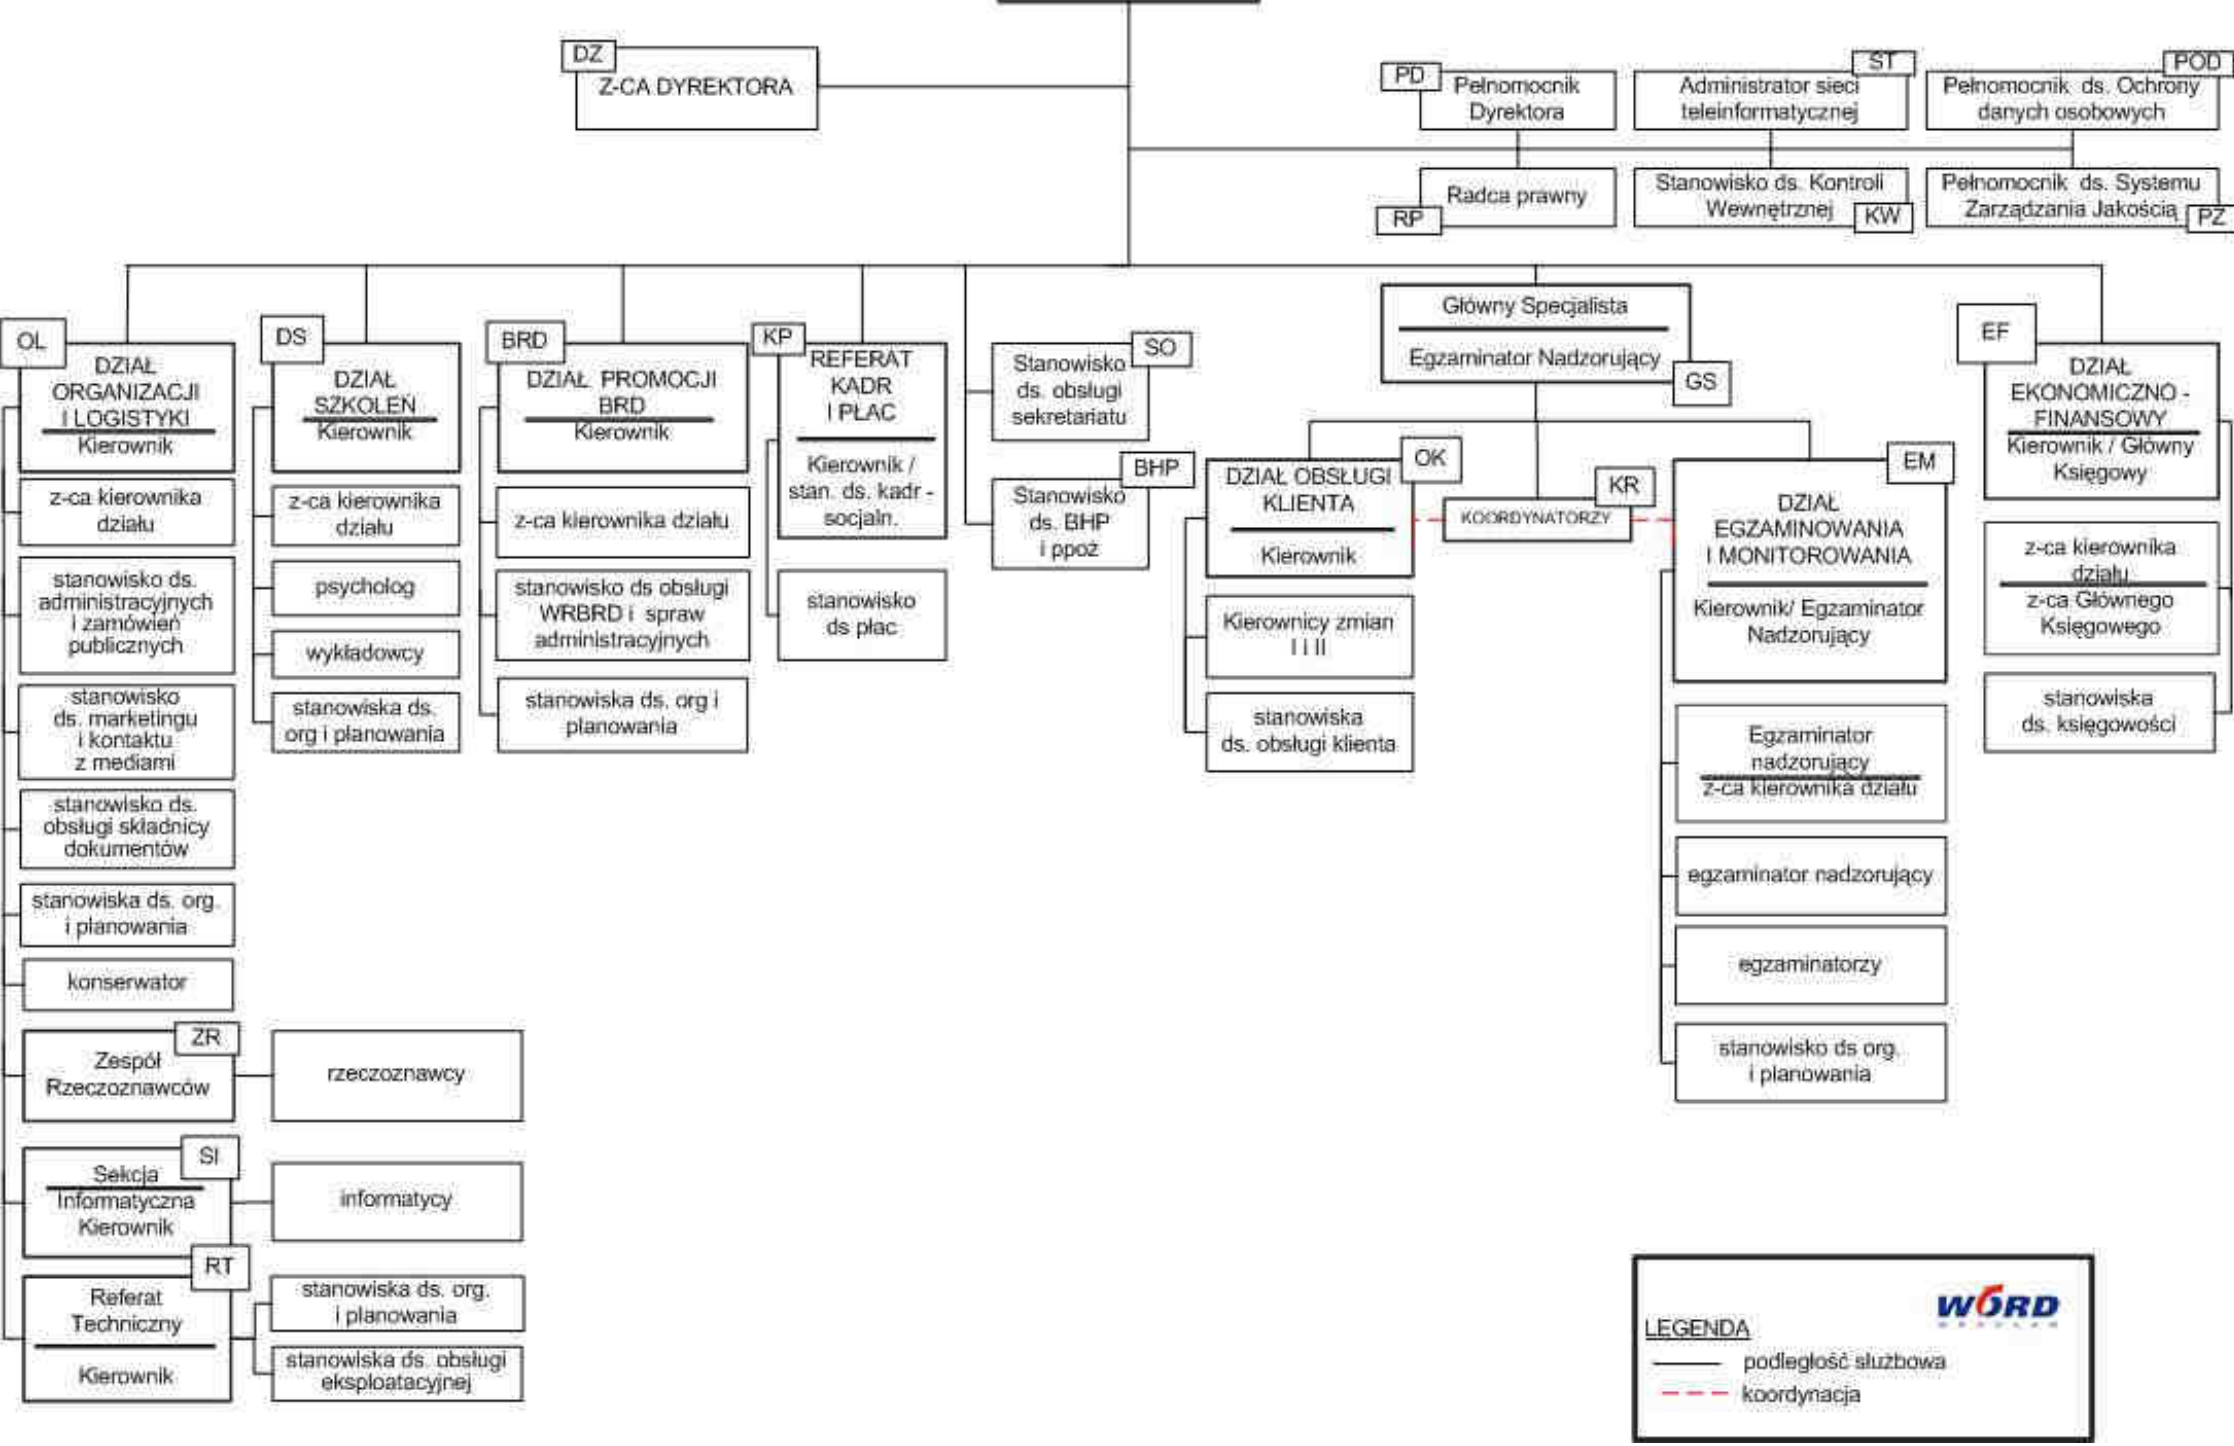 DZ
Z-CA DYREKTORA
PD
Pełnomocnik
Dyrektora
ST
Administrator sieci
teleinformatycznej
POD
Pełnomocnik ds. Ochrony
danych osobowych
Radca prawny
RP
Stanowisko ds. Kontroli
Wewnętrznej
KW
Pełnomocnik ds. Systemu
Zarządzania Jakością
PZ
OL
DZIAŁ
ORGANIZACJI
I LOGISTYKI
Kierownik
z-ca kierownika
działu
stanowisko ds.
administracyjnych
i zamówień
publicznych
stanowisko
ds. marketingu
i kontaktu
z mediami
stanowisko ds.
obsługi składnicy
dokumentów
stanowiska ds. org.
i planowania
konserwator
ZR
Zespół
Rzeczoznawców
rzeczoznawcy
SI
Sekcja
Informatyczna
Kierownik
informatycy
RT
Referat
Techniczny
Kierownik
stanowiska ds. org.
i planowania
stanowiska ds. obsługi
eksploatacyjnej
DS
DZIAŁ
SZKOLEŃ
Kierownik
z-ca kierownika
działu
psycholog
wykładowcy
stanowiska ds.
org i planowania
BRD
DZIAŁ PROMOCJI
BRD
Kierownik
z-ca kierownika działu
stanowisko ds obsługi
WRBRD i spraw
administracyjnych
stanowiska ds. org i
planowania
KP
REFERAT
KADR
I PŁAC
Kierownik /
stan. ds. kadr -
socjaln.
stanowisko
ds płac
SO
Stanowisko
ds. obsługi
sekretariatu
BHP
Stanowisko
ds. BHP
i ppoż
Główny Specjalista
Egzaminator Nadzorujący
GS
OK
DZIAŁ OBSŁUGI
KLIENTA
Kierownik
Kierownicy zmian
I i II
stanowiska
ds. obsługi klienta
KR
KOORDYNATORZY
EM
DZIAŁ
EGZAMINOWANIA
I MONITOROWANIA
Kierownik/ Egzaminator
Nadzorujący
Egzaminator
nadzorujący
z-ca kierownika działu
egzaminator nadzorujący
egzaminatorzy
stanowisko ds org.
i planowania
EF
DZIAŁ
EKONOMICZNO -
FINANSOWY
Kierownik / Główny
Księgowy
z-ca kierownika
działu
z-ca Głównego
Księgowego
stanowiska
ds. księgowości
WORD
LEGENDA
podległość służbowa
koordynacja